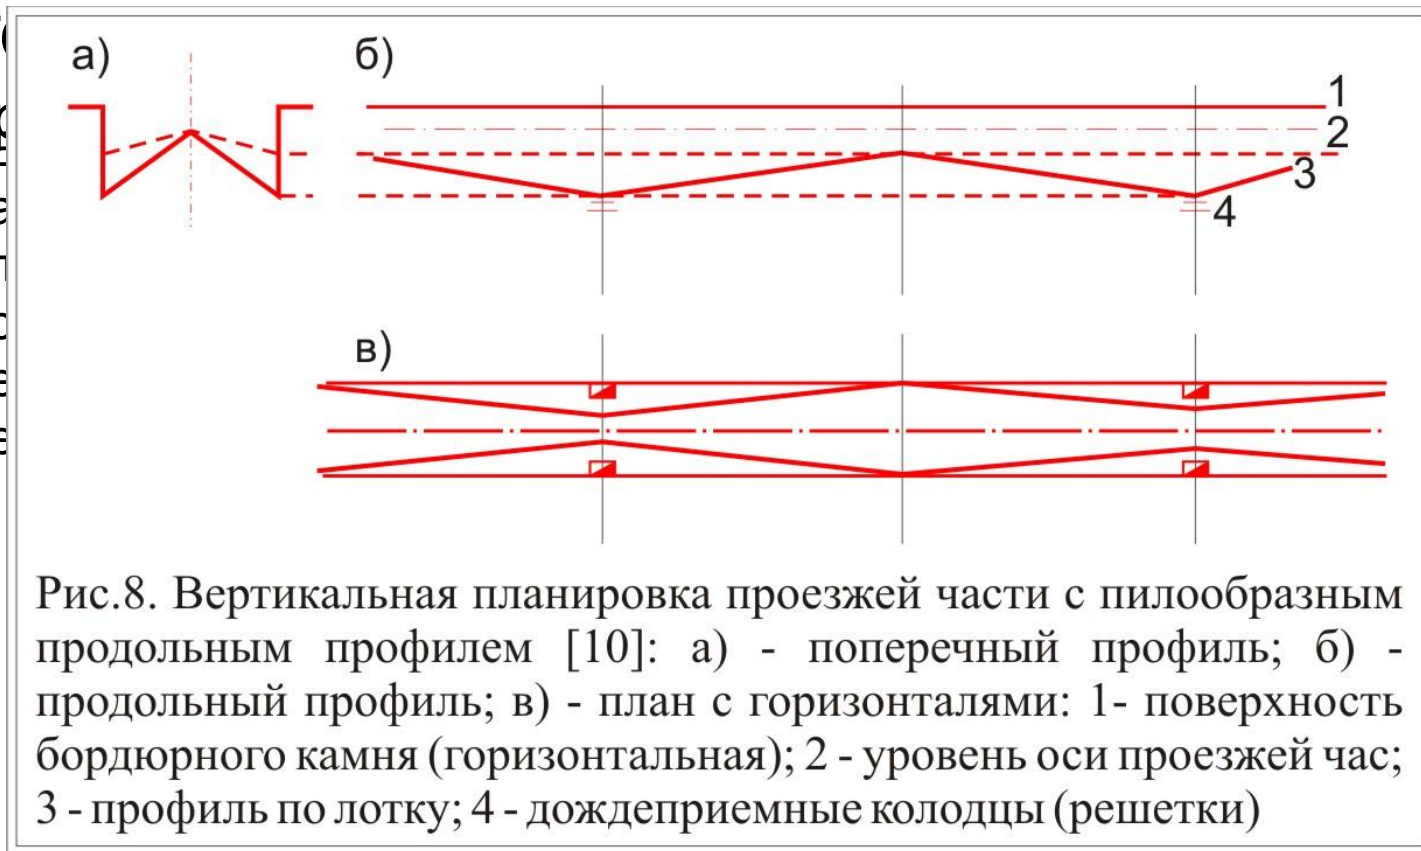 а)
б)
1
2
3
4
в)
Рис.8. Вертикальная планировка проезжей части с пилообразным
продольным профилем [10]: а) - поперечный профиль; б) -
продольный профиль; в) - план с горизонталями: 1- поверхность
бордюрного камня (горизонтальная); 2 - уровень оси проезжей час;
3 - профиль по лотку; 4 - дождеприемные колодцы (решетки)